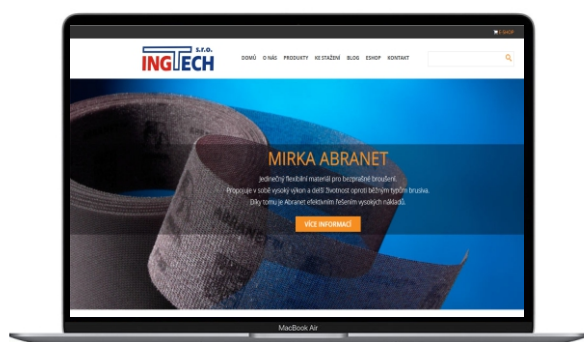 E-SHOP
s.r.o.
INGTECH
DOMŮ O NÁS PRODUKTY KE STAŽENÍ BLOG ESHOP KONTAKT
MIRKA ABRANET
Jedinečný flexibilní materiál pro bezprašné broušení.
Propojuje v sobě vysoký výkon a delší životnost oproti běžným typům brusiva.
Díky tomu je Abranet efektivním řešením vysokých nákladů.
VÍCE INFORMACÍ
ABRANET
MacBook Air